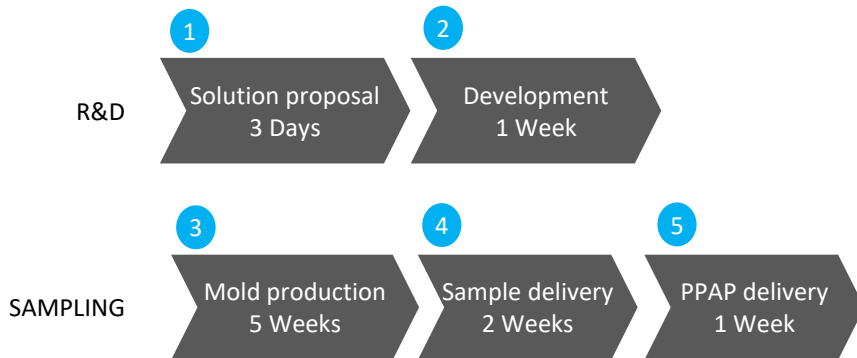 1
2
R&D
Solution proposal
3 Days
Development
1 Week
3
4
5
SAMPLING
Mold production
5 Weeks
Sample delivery
2 Weeks
PPAP delivery
1 Week